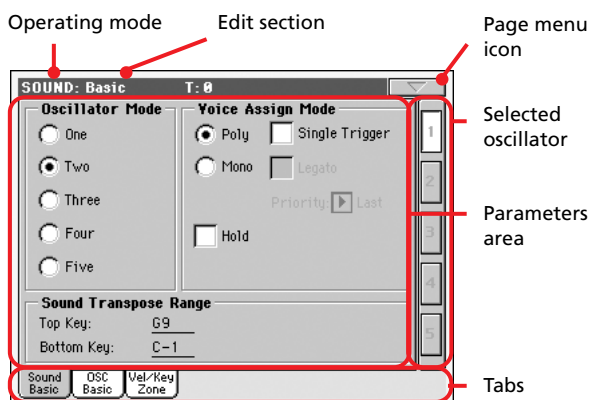 Operating mode
Edit section
Page menu
icon
SOUND: Basic T: 0
Oscillator Mode
One
Two
Three
Four
Five
Voice Assign Mode
Poly Single Trigger
Mono Legato
Priority: Last
Hold
Sound Transpose Range
Top Key: G9
Bottom Key: C-1
Sound
Basic
OSC
Basic
Vel/Key
Zone
1
2
3
4
5
Selected
oscillator
Parameters
area
Tabs